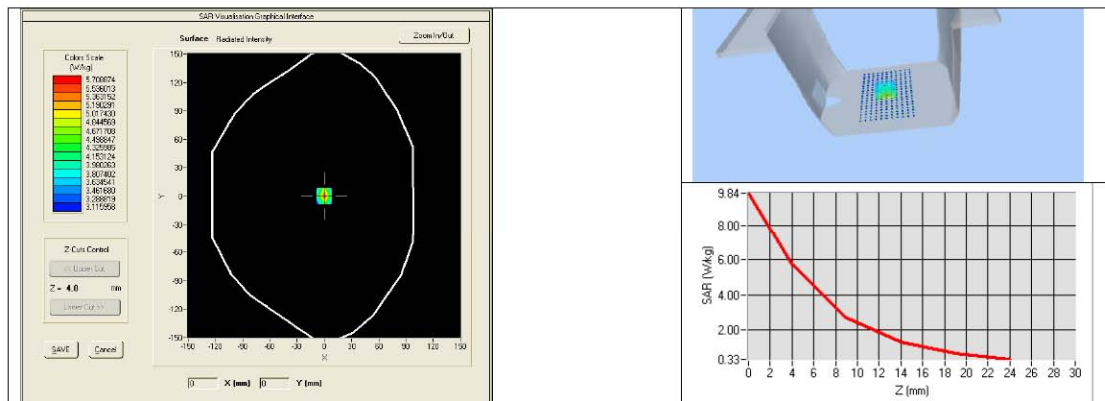 SAR Visualisation Graphical Interface
Surface Radiated Intensity
Zoom In/Out
Colors Scale
(W/kg)
5.708874
5.536013
5.363152
5.190291
5.017430
4.844569
4.671708
4.498847
4.325985
4.153124
3.980263
3.807402
3.634541
3.461680
3.288819
3.115958
Z-Cuts Control
<< Upper Cut
Z = 4.0 mm
Lower Cut >>
SAVE Cancel
150
120
90
60
30
0
-30
-60
-90
-120
-150
Y
-150 -120 -90 -60 -30 0 30 60 90 120 150
X
0 X (mm) 0 Y (mm)
9.84
8.00
6.00
4.00
2.00
0.33
SAR (W/kg)
0 2 4 6 8 10 12 14 16 18 20 22 24 26 28 30
Z (mm)